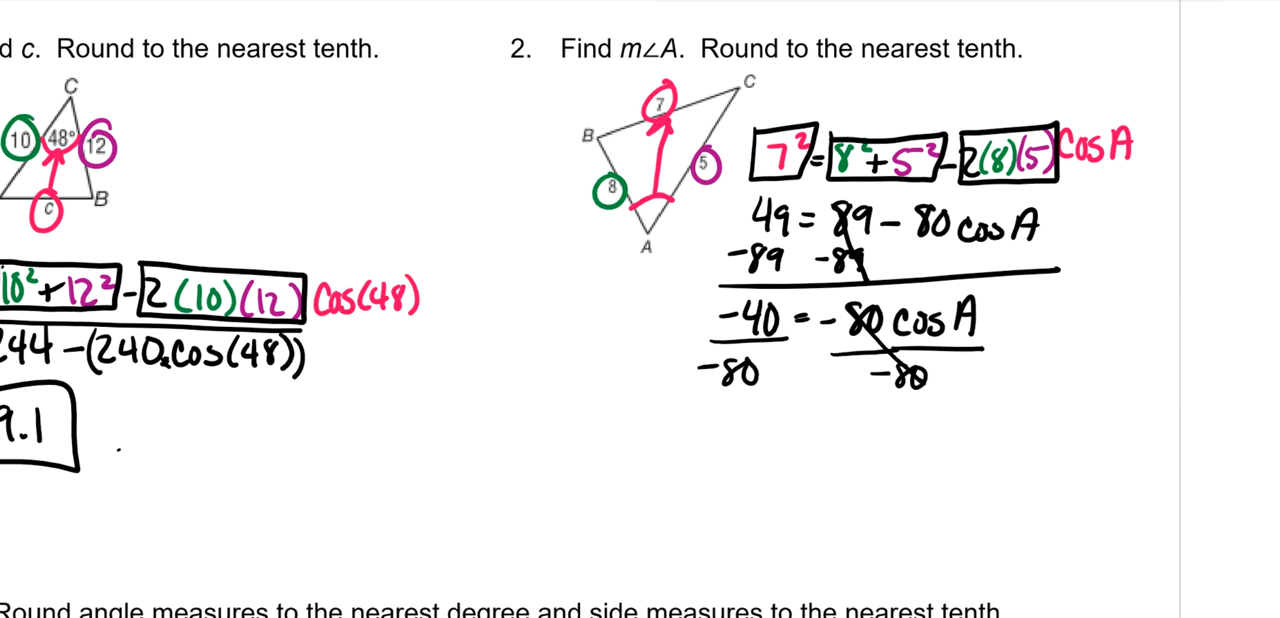 d c. Round to the nearest tenth.
C
10
48°
12
c
B
10² + 12² - 2(10)(12) Cos(48)
244 - (240.cos(48))
9.1
2. Find m∠A. Round to the nearest tenth.
C
7
B
5
8
A
7² = 8² + 5² - 2(8)(5) Cos A
49 = 89 - 80 cos A
-89 -89
-40 = -80 cos A
-80 -80
Round angle measures to the nearest degree and side measures to the nearest tenth